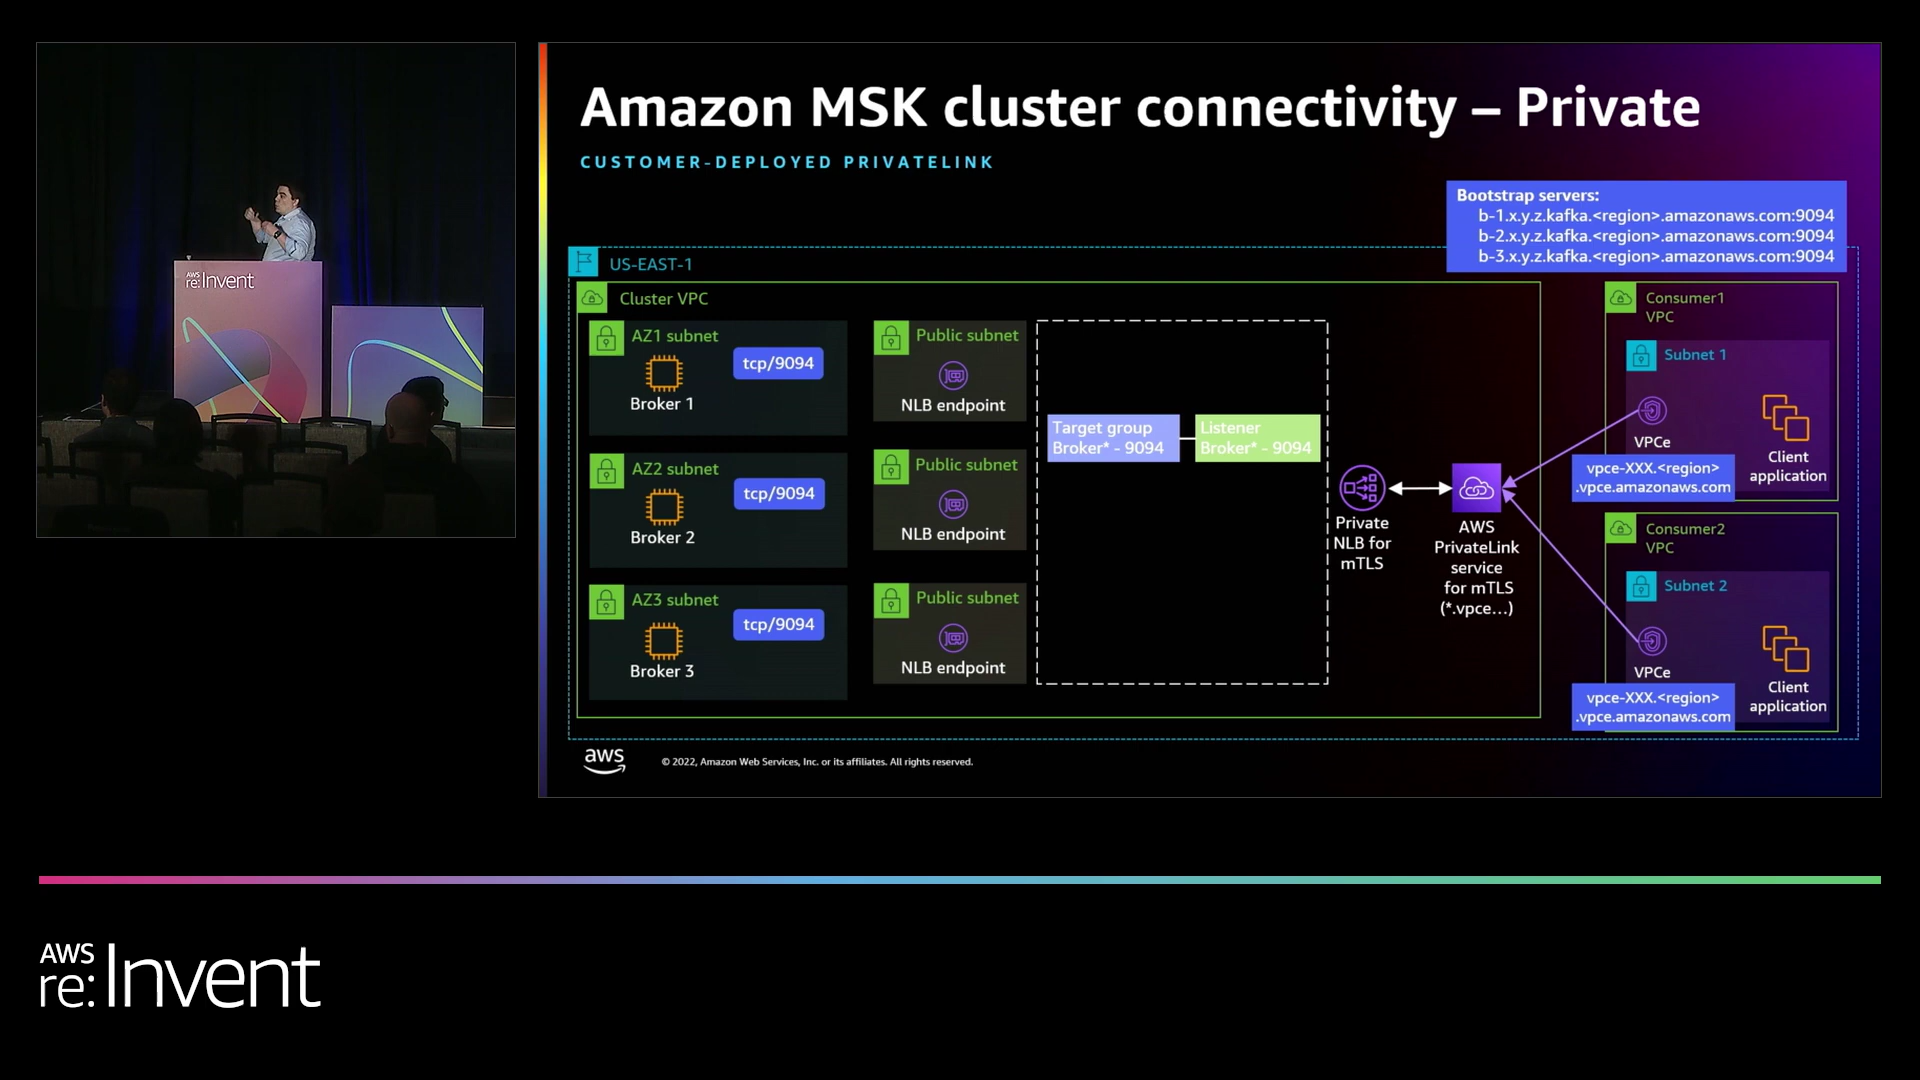 AWS
re:Invent
Amazon MSK cluster connectivity – Private
CUSTOMER-DEPLOYED PRIVATELINK
Bootstrap servers:
b-1.x.y.z.kafka.<region>.amazonaws.com:9094
b-2.x.y.z.kafka.<region>.amazonaws.com:9094
b-3.x.y.z.kafka.<region>.amazonaws.com:9094
US-EAST-1
Cluster VPC
AZ1 subnet
tcp/9094
Broker 1
AZ2 subnet
tcp/9094
Broker 2
AZ3 subnet
tcp/9094
Broker 3
Public subnet
NLB endpoint
Public subnet
NLB endpoint
Public subnet
NLB endpoint
Target group
Broker* - 9094
Listener
Broker* - 9094
Private
NLB for
mTLS
AWS
PrivateLink
service
for mTLS
(*.vpce...)
Consumer1
VPC
Subnet 1
VPCe
vpce-XXX.<region>
.vpce.amazonaws.com
Client
application
Consumer2
VPC
Subnet 2
VPCe
vpce-XXX.<region>
.vpce.amazonaws.com
Client
application
aws
© 2022, Amazon Web Services, Inc. or its affiliates. All rights reserved.
AWS
re:Invent